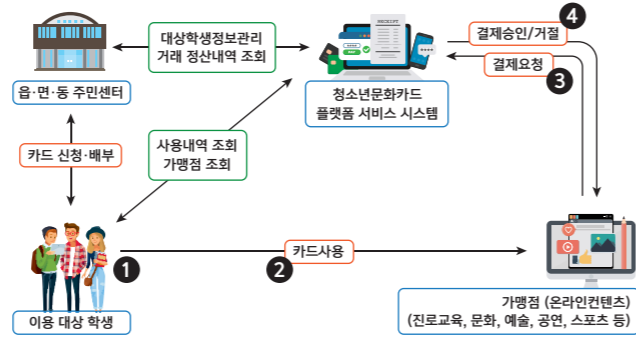 4
결제승인/거절
대상학생정보관리
거래 정산내역 조회
RECEIPT
결제요청
3
읍·면·동 주민센터
청소년문화카드
플랫폼 서비스 시스템
카드 신청·배부
사용내역 조회
가맹점 조회
1
2
카드사용
이용 대상 학생
가맹점 (온라인컨텐츠)
(진로교육, 문화, 예술, 공연, 스포츠 등)